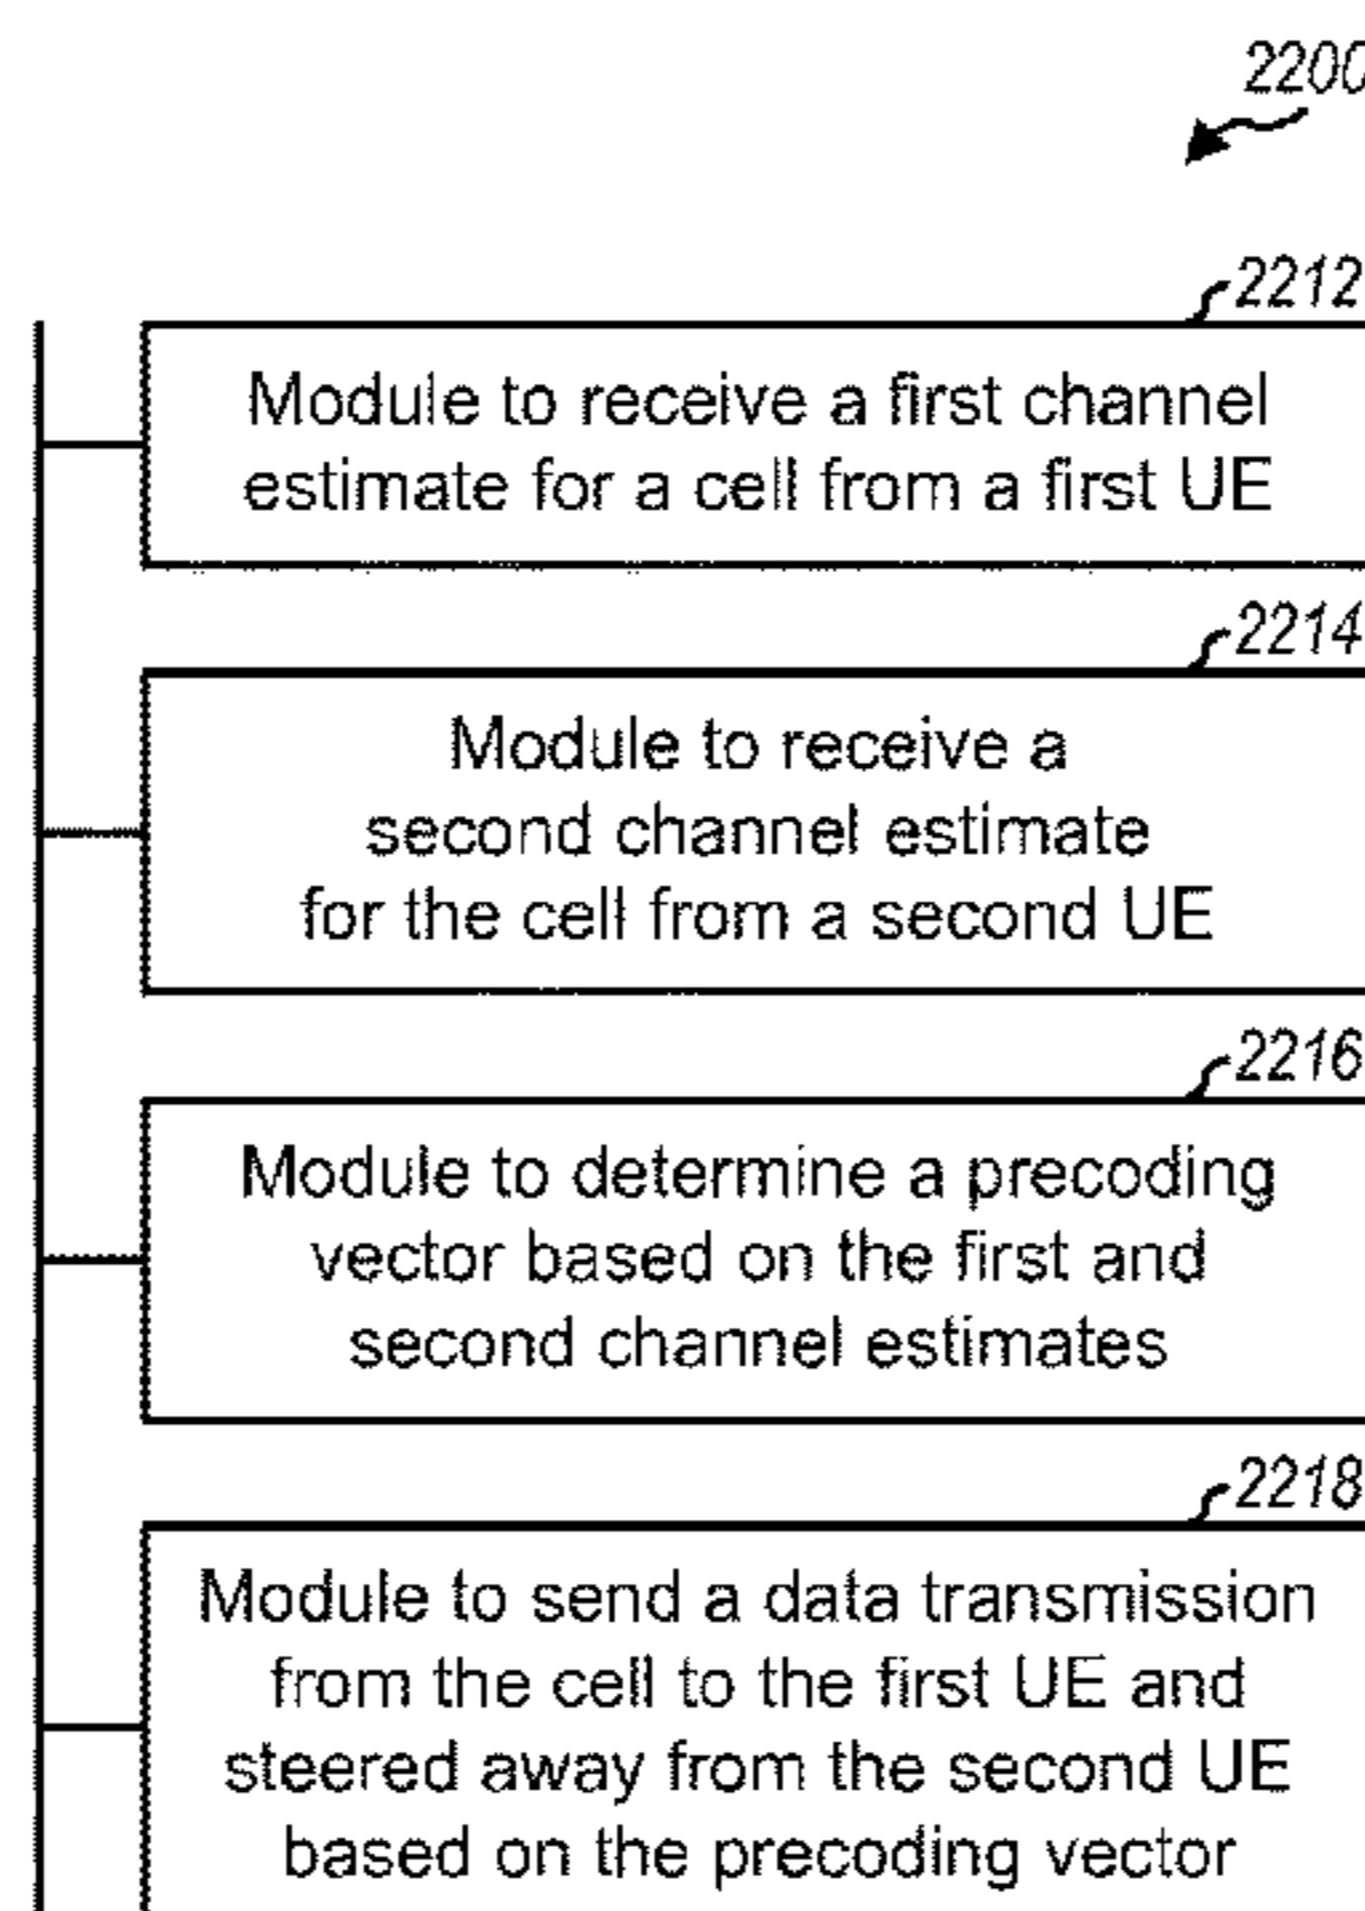 2200
2212
Module to receive a first channel
estimate for a cell from a first UE
2214
Module to receive a
second channel estimate
for the cell from a second UE
2216
Module to determine a precoding
vector based on the first and
second channel estimates
2218
Module to send a data transmission
from the cell to the first UE and
steered away from the second UE
based on the precoding vector